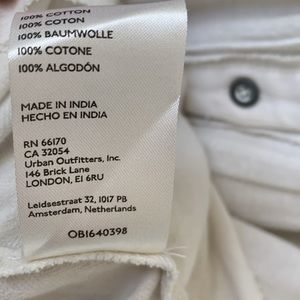 100% COTTON
100% COTON
100% BAUMWOLLE
100% COTONE
100% ALGODÓN
MADE IN INDIA
HECHO EN INDIA
RN 66170
CA 32054
Urban Outfitters, Inc.
146 Brick Lane
LONDON, E1 6RU
Leidsestraat 32, 1017 PB
Amsterdam, Netherlands
OB1640398